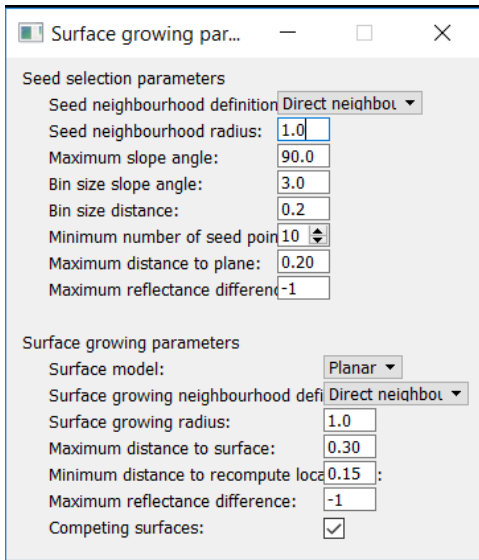 Surface growing par...
Seed selection parameters
Seed neighbourhood definition Direct neighbou
Seed neighbourhood radius: 1.0
Maximum slope angle: 90.0
Bin size slope angle: 3.0
Bin size distance: 0.2
Minimum number of seed poin 10
Maximum distance to plane: 0.20
Maximum reflectance differenc -1
Surface growing parameters
Surface model: Planar
Surface growing neighbourhood defi Direct neighbou
Surface growing radius: 1.0
Maximum distance to surface: 0.30
Minimum distance to recompute loca 0.15 :
Maximum reflectance difference: -1
Competing surfaces: